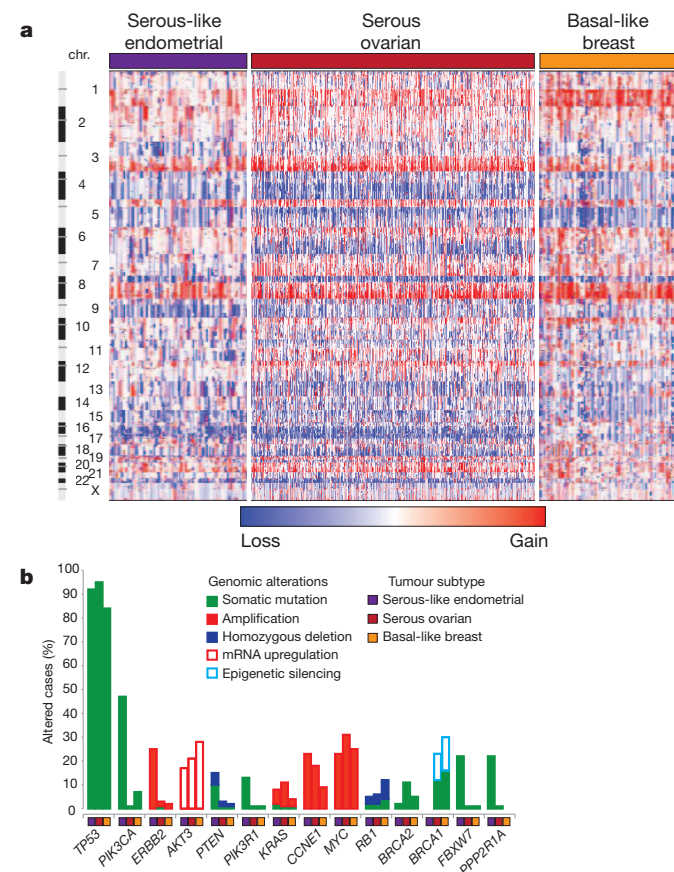 a
Serous-like
endometrial
Serous
ovarian
Basal-like
breast
chr.
1
2
3
4
5
6
7
8
9
10
11
12
13
14
15
16
17
18
19
20
21
22
X
Loss
Gain
b
Altered cases (%)
100
90
80
70
60
50
40
30
20
10
0
Genomic alterations
Somatic mutation
Amplification
Homozygous deletion
mRNA upregulation
Epigenetic silencing
Tumour subtype
Serous-like endometrial
Serous ovarian
Basal-like breast
TP53
PIK3CA
ERBB2
AKT3
PTEN
PIK3R1
KRAS
CCNE1
MYC
RB1
BRCA2
BRCA1
FBXW7
PPP2R1A